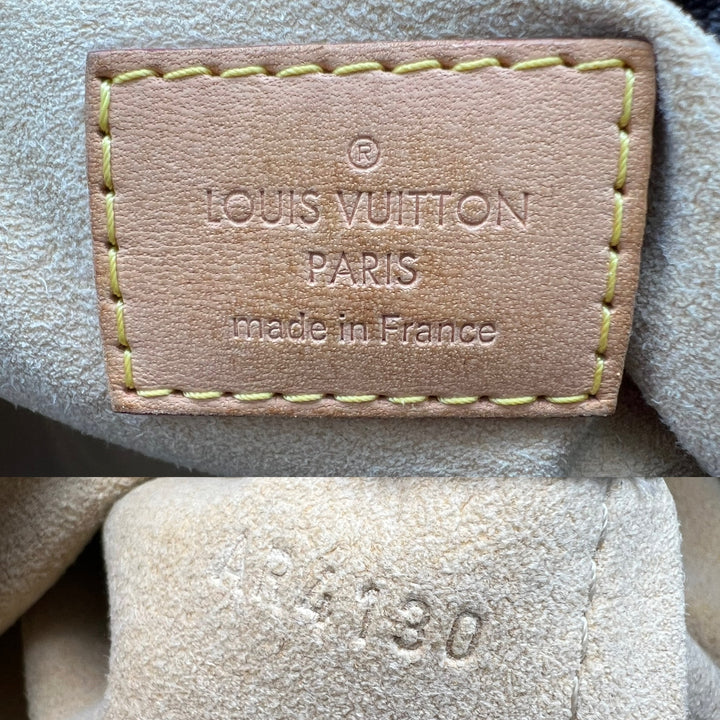 ®
LOUIS VUITTON
PARIS
made in France
AR4130